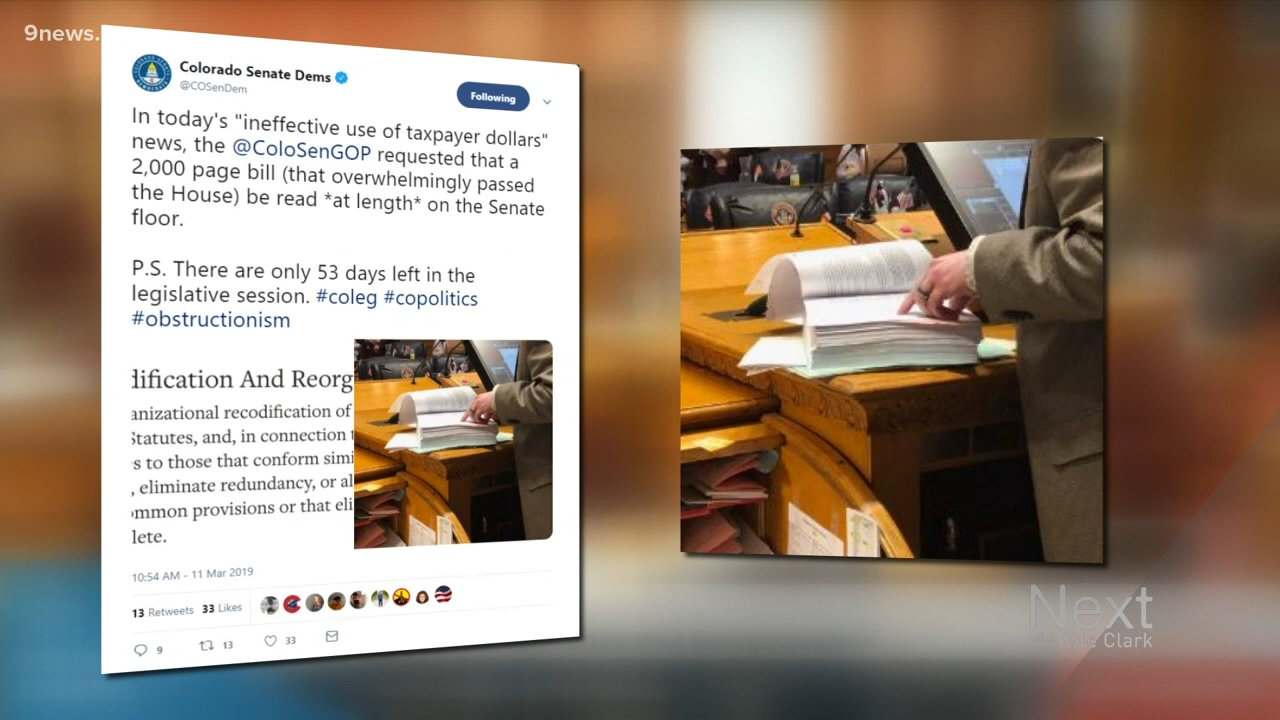 9news.
Colorado Senate Dems
@COSenDem
Following
In today's "ineffective use of taxpayer dollars"
news, the @ColoSenGOP requested that a
2,000 page bill (that overwhelmingly passed
the House) be read *at length* on the Senate
floor.
P.S. There are only 53 days left in the
legislative session. #coleg #copolitics
#obstructionism
lification And Reorg
anizational recodification of
Statutes, and, in connection
s to those that conform simi
, eliminate redundancy, or al
mmon provisions or that eli
lete.
10:54 AM - 11 Mar 2019
13 Retweets 33 Likes
9 13 33
Next
Clark